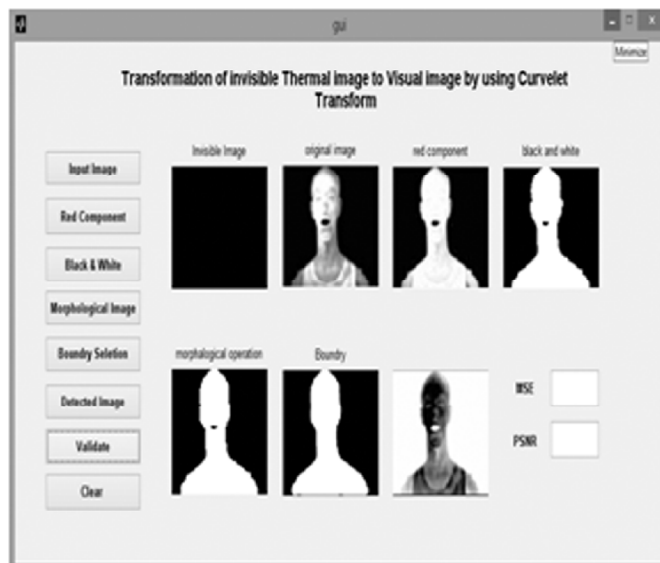 gui
Minimize
Transformation of invisible Thermal image to Visual image by using Curvelet
Transform
Invisible Image
original image
red component
black and white
Input Image
Red Component
Black & White
Morphological Image
Boundry Seletion
Detected Image
Validate
Clear
morphalogical operation
Boundry
MSE
PSNR